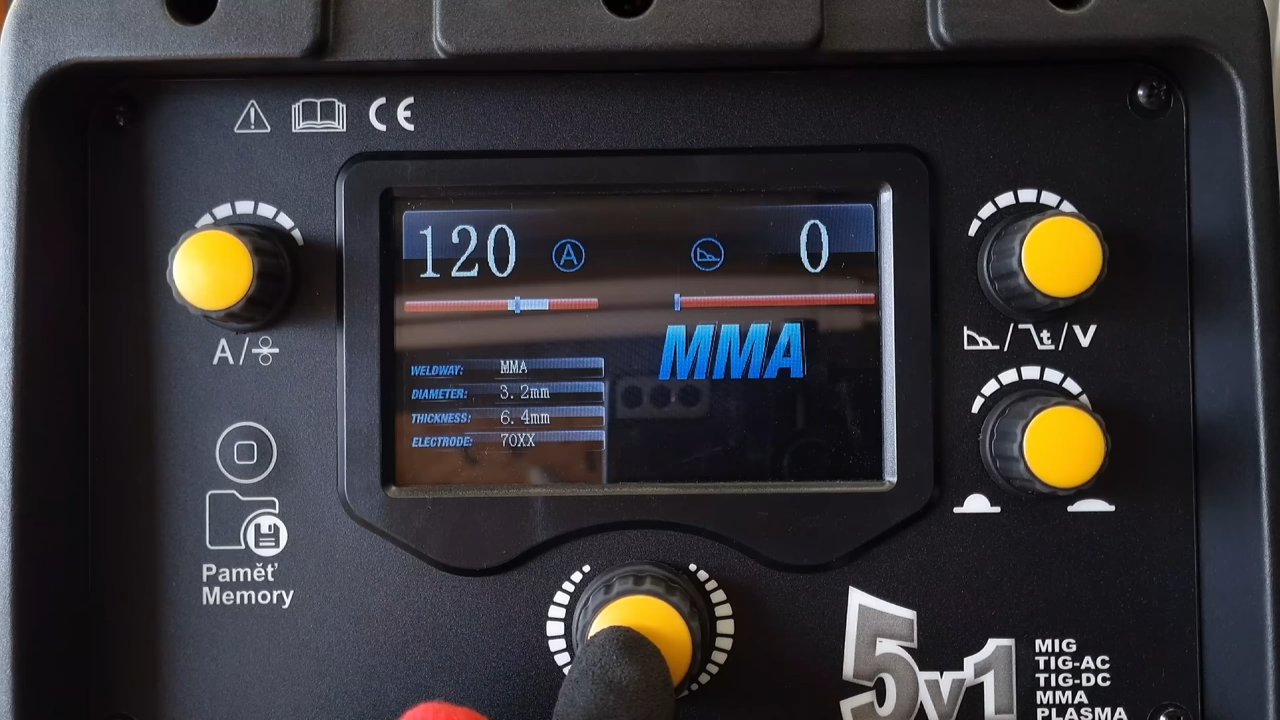 CE
120 A 0
MMA
WELDWAY: MMA
DIAMETER: 3.2mm
THICKNESS: 6.4mm
ELECTRODE: 70XX
A/
/t/V
Paměť
Memory
5v1
MIG
TIG-AC
TIG-DC
MMA
PLASMA